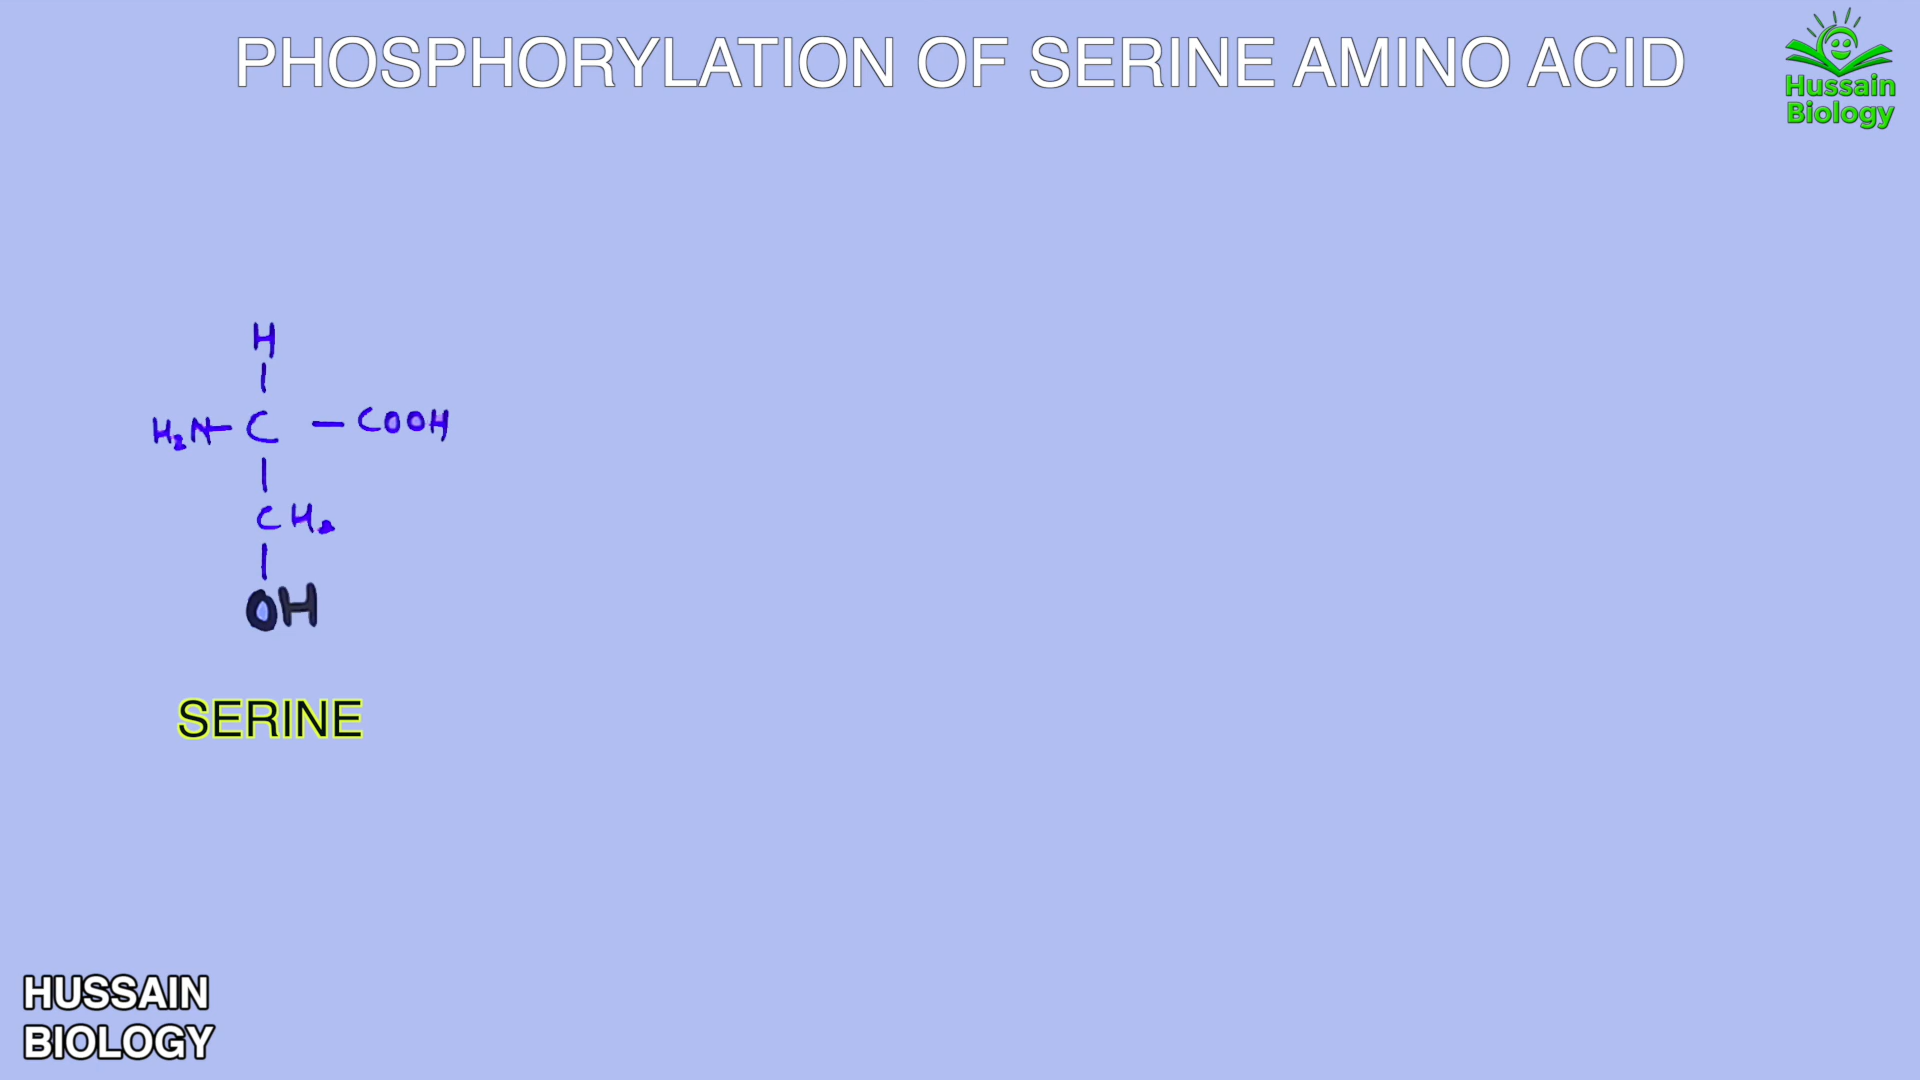 PHOSPHORYLATION OF SERINE AMINO ACID
Hussain
Biology
H
H₂N- C - COOH
CH₂
OH
SERINE
HUSSAIN
BIOLOGY